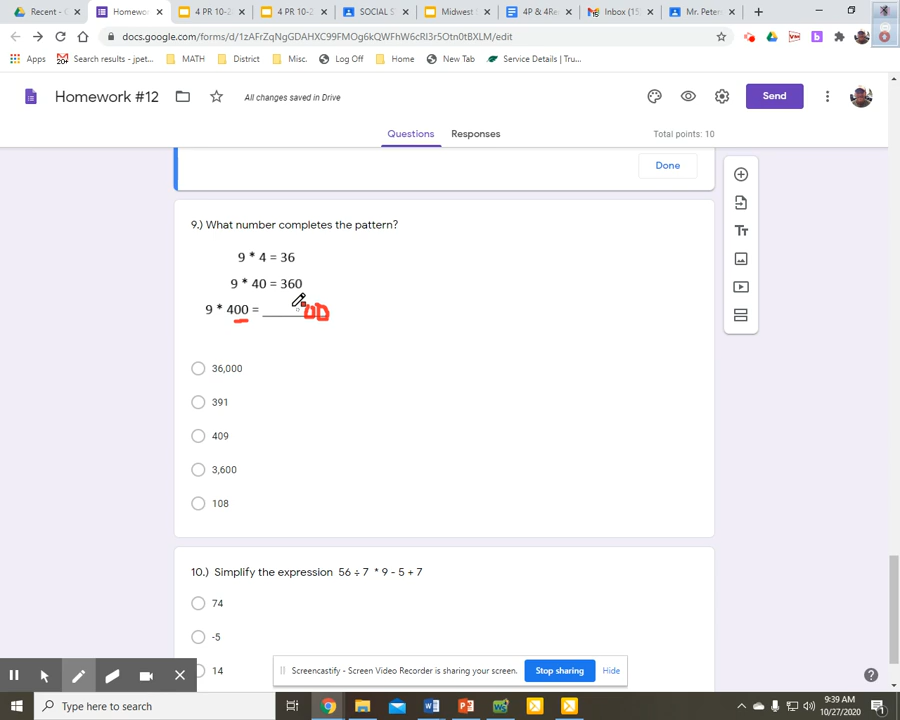 Recent -
Homewo
4 PR 10-2
4 PR 10-2
SOCIAL S
Midwest
4P & 4Re
Inbox (15
Mr. Peter
docs.google.com/forms/d/1zAFrZqNgGDAHXC99FMOg6kQWFhW6cRl3r5Otn0tBXLM/edit
Apps
20+
Search results - jpet...
MATH
District
Misc.
Log Off
Home
New Tab
Service Details | Tru...
Homework #12
All changes saved in Drive
Send
Questions
Responses
Total points: 10
Done
9.) What number completes the pattern?
9 * 4 = 36
9 * 40 = 360
9 * 400 = ______00
36,000
391
409
3,600
108
10.) Simplify the expression 56 ÷ 7 * 9 - 5 + 7
74
-5
14
Screencastify - Screen Video Recorder is sharing your screen.
Stop sharing
Hide
Type here to search
9:39 AM
10/27/2020